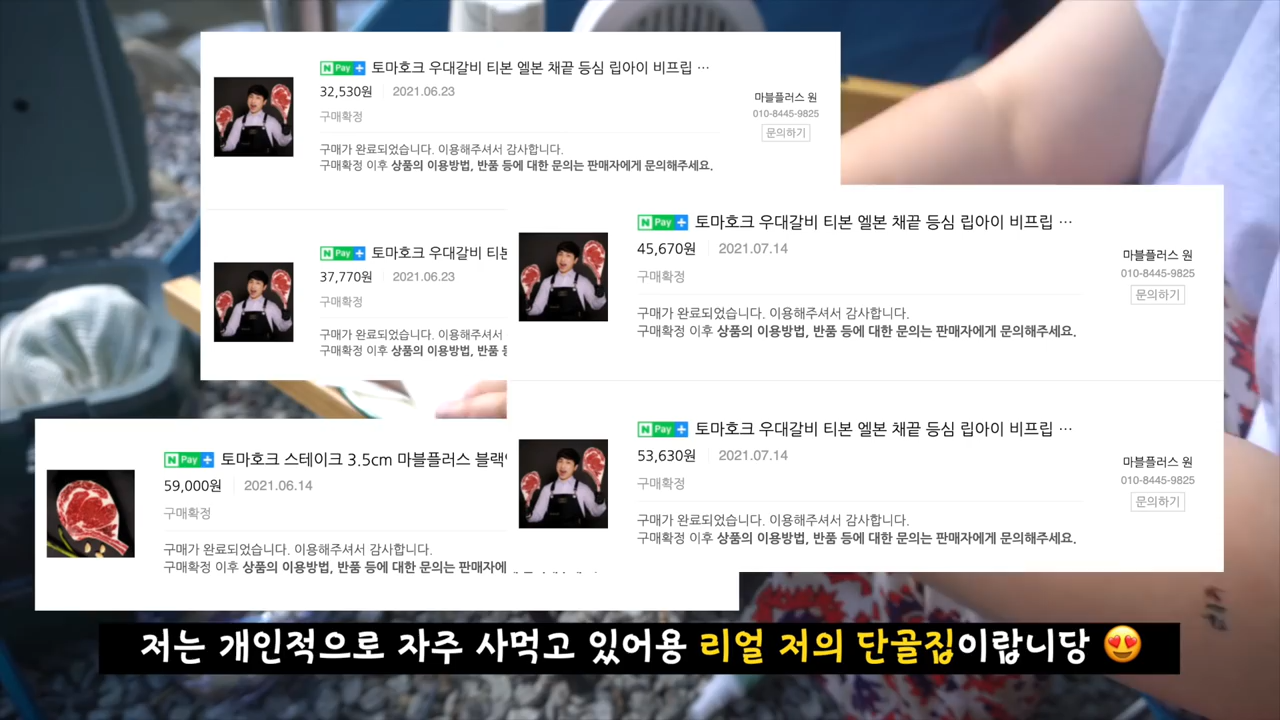 N Pay + 토마호크 우대갈비 티본 엘본 채끝 등심 립아이 비프립 ···
32,530원 2021.06.23
구매확정
구매가 완료되었습니다. 이용해주셔서 감사합니다.
구매확정 이후 상품의 이용방법, 반품 등에 대한 문의는 판매자에게 문의해주세요.
마블플러스 원
010-8445-9825
문의하기
N Pay + 토마호크 우대갈비 티본
37,770원 2021.06.23
구매확정
구매가 완료되었습니다. 이용해주셔서
구매확정 이후 상품의 이용방법, 반품
N Pay + 토마호크 우대갈비 티본 엘본 채끝 등심 립아이 비프립 ···
45,670원 2021.07.14
구매확정
구매가 완료되었습니다. 이용해주셔서 감사합니다.
구매확정 이후 상품의 이용방법, 반품 등에 대한 문의는 판매자에게 문의해주세요.
마블플러스 원
010-8445-9825
문의하기
N Pay + 토마호크 우대갈비 티본 엘본 채끝 등심 립아이 비프립 ···
53,630원 2021.07.14
구매확정
구매가 완료되었습니다. 이용해주셔서 감사합니다.
구매확정 이후 상품의 이용방법, 반품 등에 대한 문의는 판매자에게 문의해주세요.
마블플러스 원
010-8445-9825
문의하기
N Pay + 토마호크 스테이크 3.5cm 마블플러스
59,000원 2021.06.14
구매확정
구매가 완료되었습니다. 이용해주셔서 감사합니다.
구매확정 이후 상품의 이용방법, 반품 등에 대한 문의는 판매자에
저는 개인적으로 자주 사먹고 있어용 리얼 저의 단골집이랍니당 😍